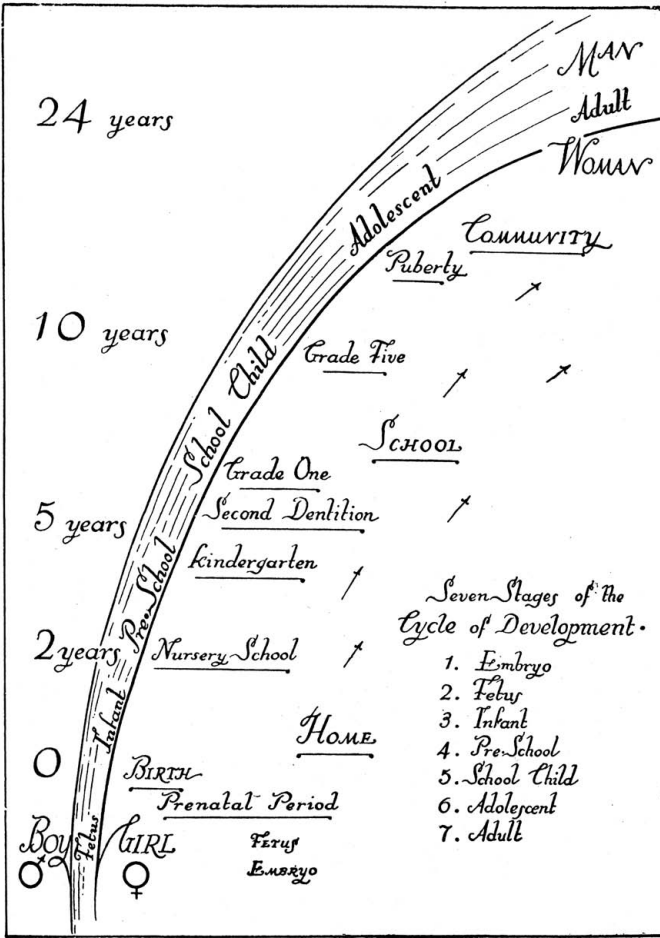 24 years
10 years
5 years
2 years
0
MAN
Adult
WOMAN
Adolescent
School Child
Pre-School
Infant
Fetus
COMMUNITY
Puberty
Grade Five
SCHOOL
Grade One
Second Dentition
Kindergarten
Nursery School
HOME
BIRTH
Prenatal Period
FETUS
EMBRYO
BOY
GIRL
♂
♀
Seven Stages of the
Cycle of Development.
1. Embryo
2. Fetus
3. Infant
4. Pre-School
5. School Child
6. Adolescent
7. Adult